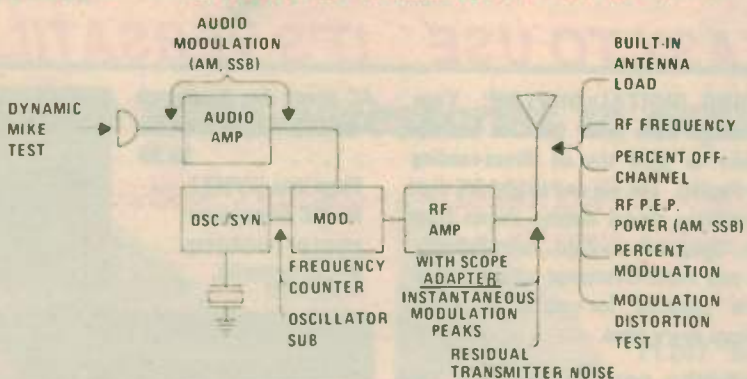 AUDIO
MODULATION
(AM, SSB)
DYNAMIC
MIKE
TEST
AUDIO
AMP
OSC/SYN
MOD.
RF
AMP
FREQUENCY
COUNTER
OSCILLATOR
SUB
WITH SCOPE
ADAPTER
INSTANTANEOUS
MODULATION
PEAKS
RESIDUAL
TRANSMITTER NOISE
BUILT-IN
ANTENNA
LOAD
RF FREQUENCY
PERCENT OFF-
CHANNEL
RF P.E.P.
POWER (AM, SSB)
PERCENT
MODULATION
MODULATION
DISTORTION
TEST